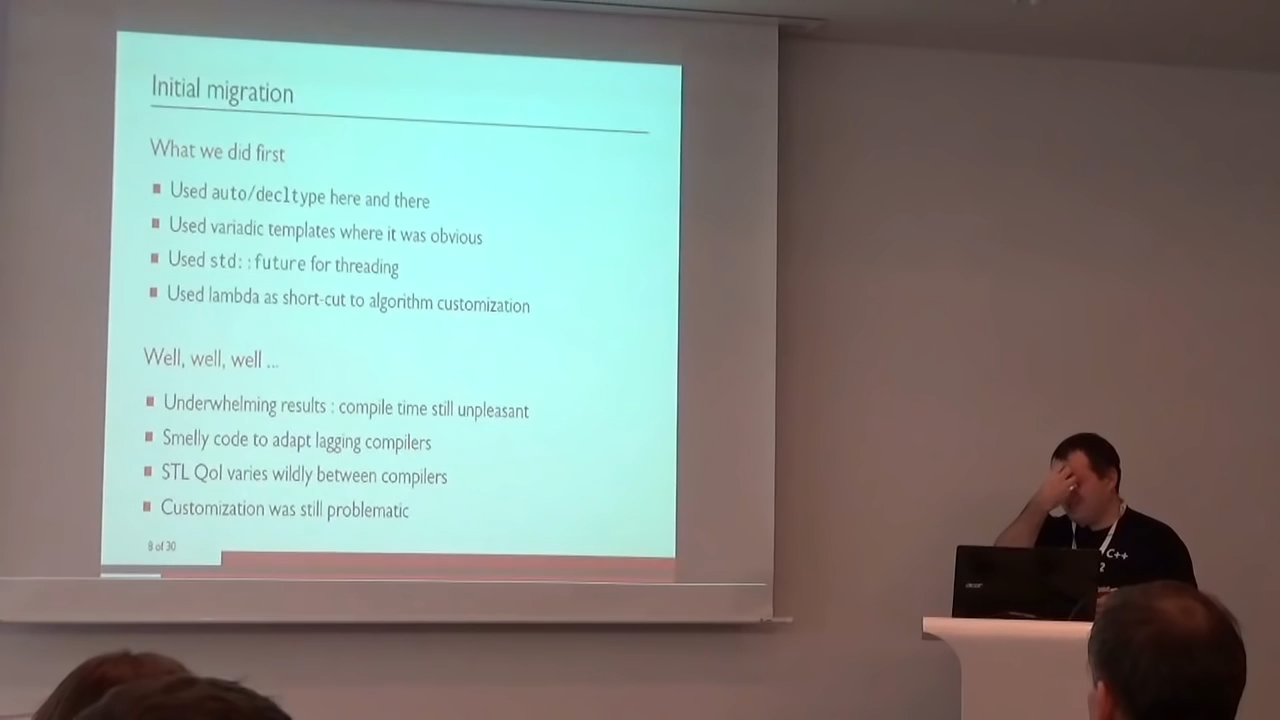 Initial migration
What we did first
Used auto/decltype here and there
Used variadic templates where it was obvious
Used std::future for threading
Used lambda as short-cut to algorithm customization
Well, well, well ...
Underwhelming results : compile time still unpleasant
Smelly code to adapt lagging compilers
STL QoI varies wildly between compilers
Customization was still problematic
8 of 30
C++
2
acer